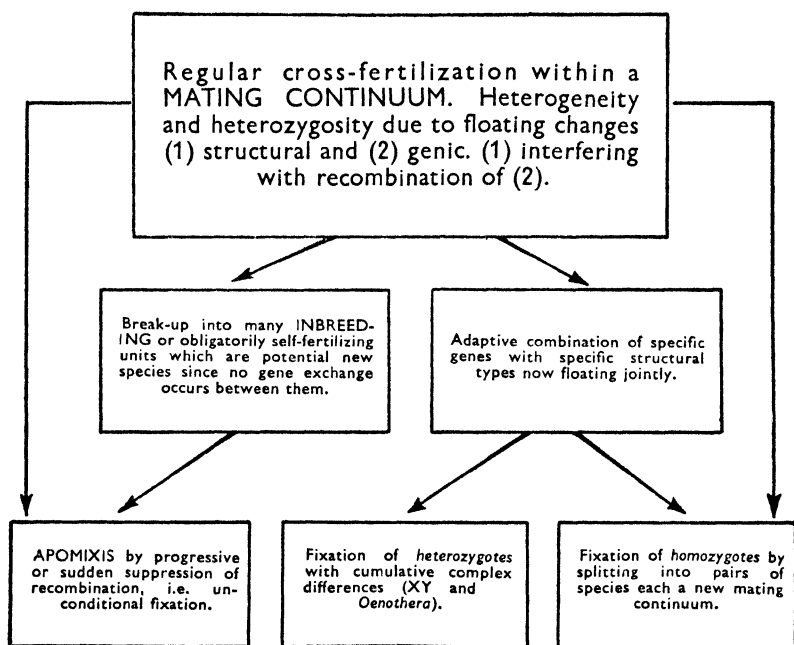 Regular cross-fertilization within a
MATING CONTINUUM. Heterogeneity
and heterozygosity due to floating changes
(1) structural and (2) genic. (1) interfering
with recombination of (2).
Break-up into many INBREED-
ING or obligatorily self-fertilizing
units which are potential new
species since no gene exchange
occurs between them.
Adaptive combination of specific
genes with specific structural
types now floating jointly.
APOMIXIS by progressive
or sudden suppression of
recombination, i.e. un-
conditional fixation.
Fixation of heterozygotes
with cumulative complex
differences (XY and
Oenothera).
Fixation of homozygotes by
splitting into pairs of
species each a new mating
continuum.